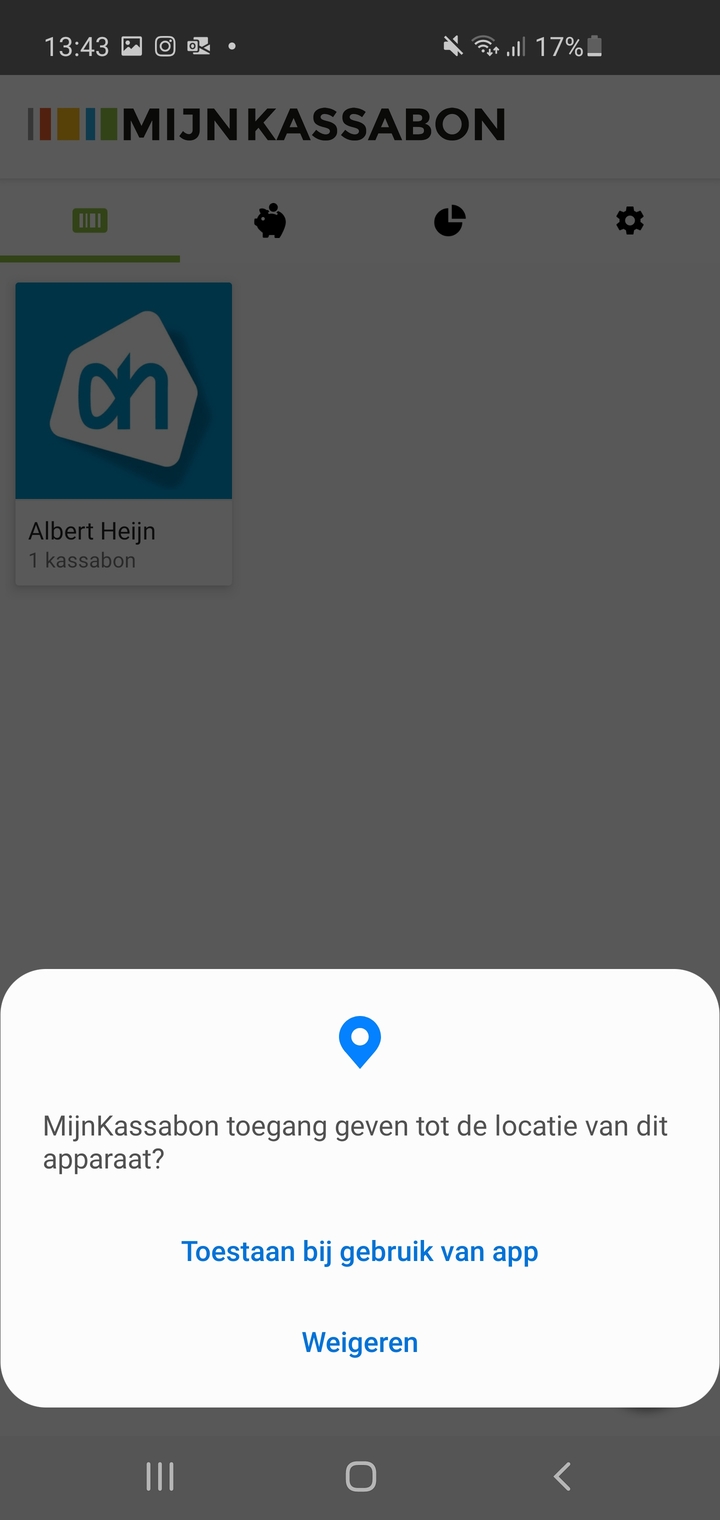 13:43
17%
MIJNKASSABON
ah
Albert Heijn
1 kassabon
MijnKassabon toegang geven tot de locatie van dit
apparaat?
Toestaan bij gebruik van app
Weigeren